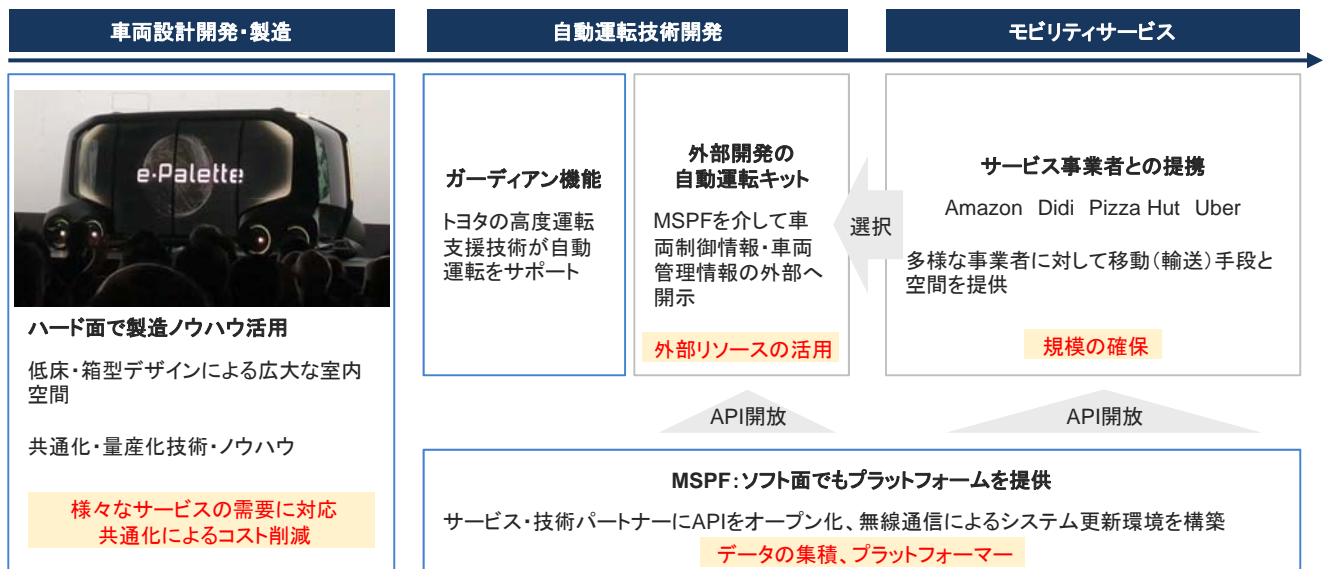 車両設計開発・製造
自動運転技術開発
モビリティサービス
e-Palette
ハード面で製造ノウハウ活用
低床・箱型デザインによる広大な室内
空間
共通化・量産化技術・ノウハウ
様々なサービスの需要に対応
共通化によるコスト削減
ガーディアン機能
トヨタの高度運転
支援技術が自動
運転をサポート
外部開発の
自動運転キット
MSPFを介して車
両制御情報・車両
管理情報の外部へ
開示
外部リソースの活用
選択
サービス事業者との提携
Amazon Didi Pizza Hut Uber
多様な事業者に対して移動（輸送）手段と
空間を提供
規模の確保
API開放
API開放
MSPF：ソフト面でもプラットフォームを提供
サービス・技術パートナーにAPIをオープン化、無線通信によるシステム更新環境を構築
データの集積、プラットフォーマー